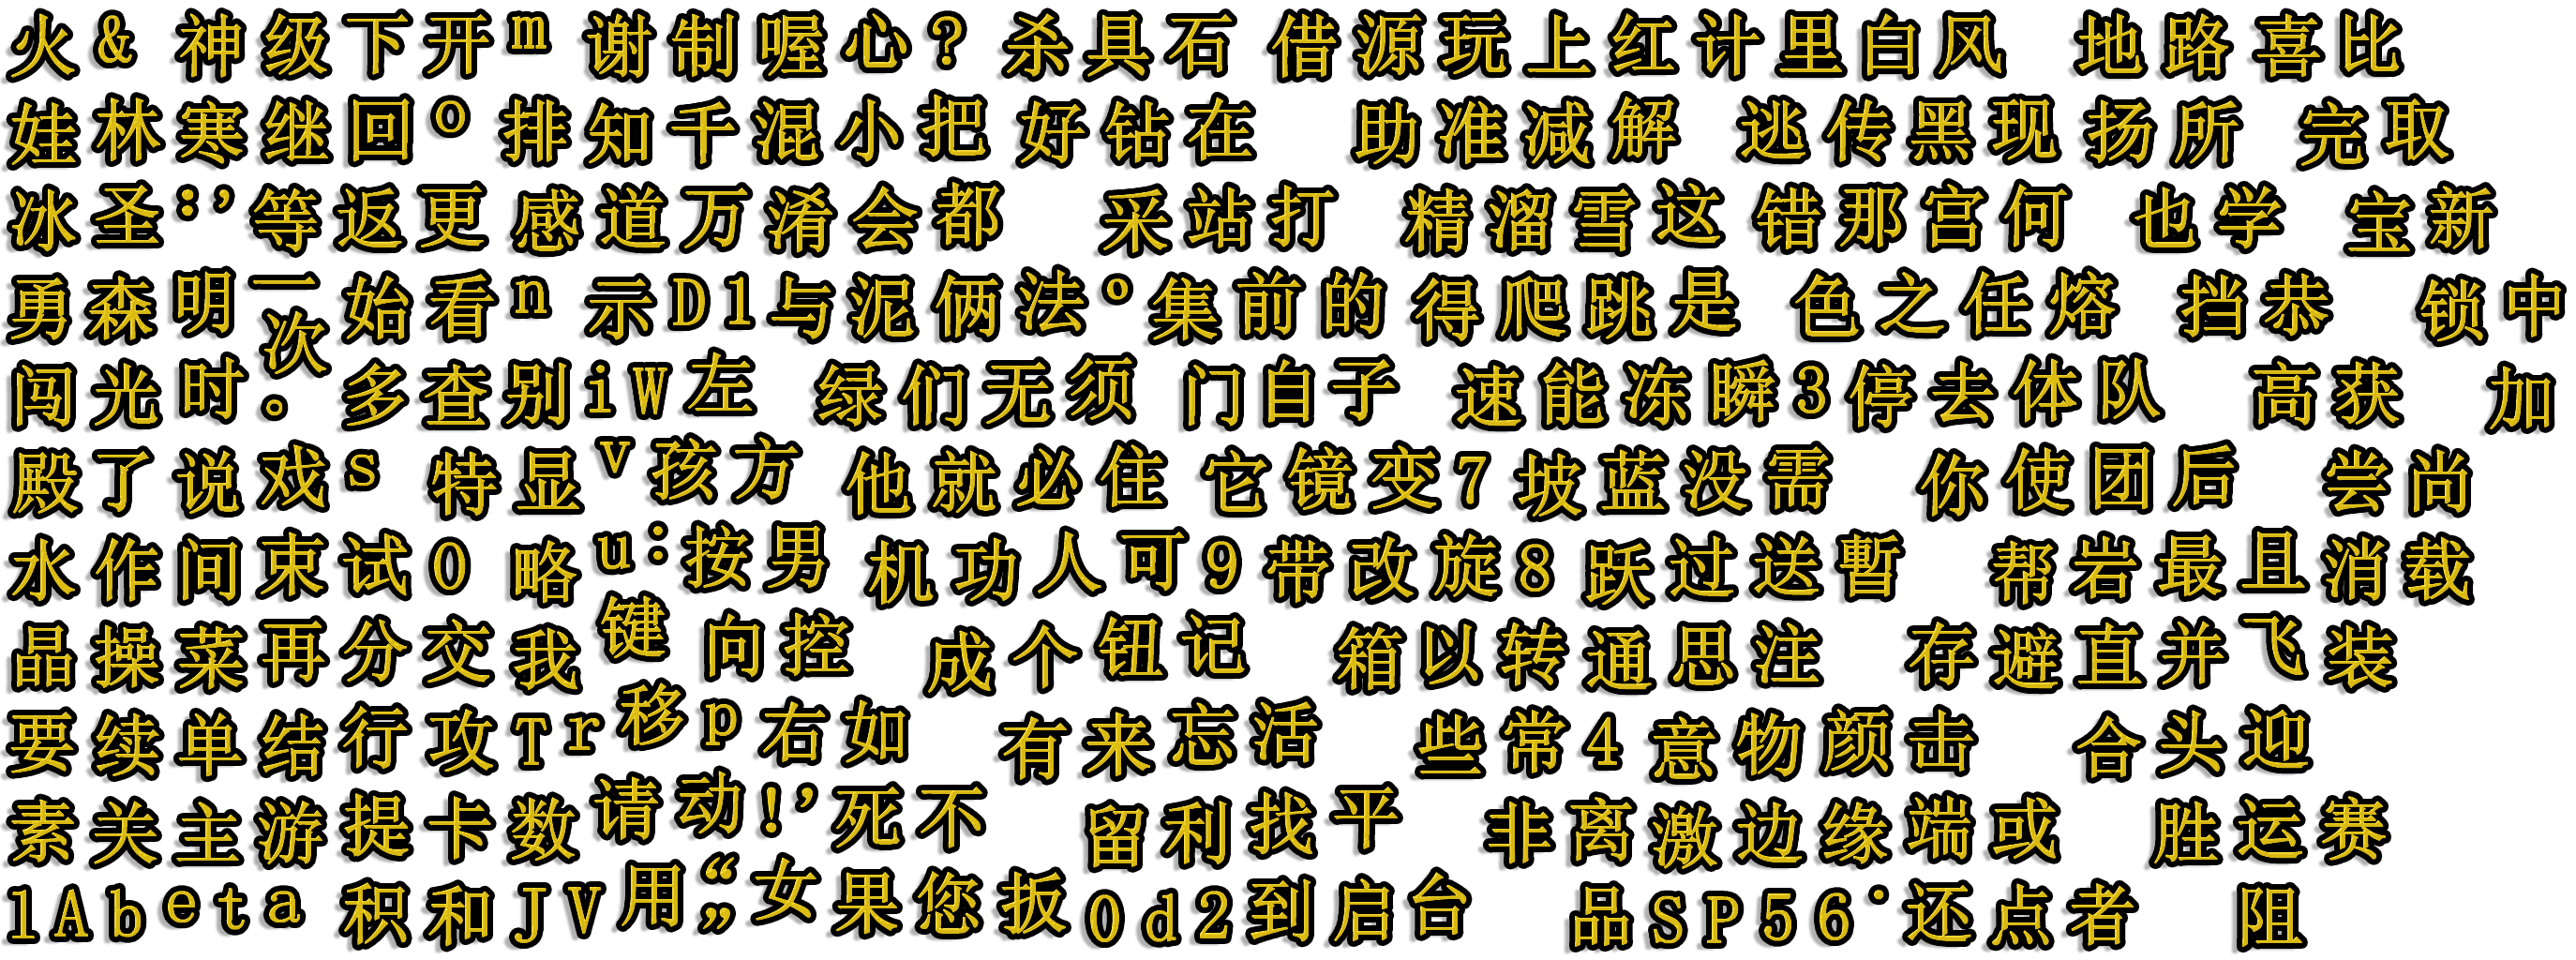 火& 神级下开m 谢制喔心? 杀具石 借源玩上红计里白风 地路喜比
娃林寒继回o 排知千混小把 好钻在 助准减解 逃传黑现 扬所 完取
冰圣:'等返更 感道万淆会都 采站打 精溜雪这 错那宫何 也学 宝新
勇森明一始看n 示D1与泥俩法°集前的 得爬跳是 色之任熔 挡恭 锁中
闯光时次。多查别iW左 绿们无须 门自子 速能冻瞬3停去体队 高获 加
殿了说戏s 特显v孩方 他就必住 它镜变7坡蓝没需 你使团后 尝尚
水作间束试0 略u:按男 机功人可9带改旋8 跃过送暫 帮岩最且消载
晶操菜再分交我键 向控 成个钮记 箱以转通思注 存避直并飞装
要续单结行攻Tr移p右如 有来忘活 些常4意物颜击 合头迎
素关主游提卡数请动!’死不 留利找平 非离激边缘端或 胜运赛
lAbeta 积和JV用“„女果您扳0d2到启台 品SP56·还点者 阻